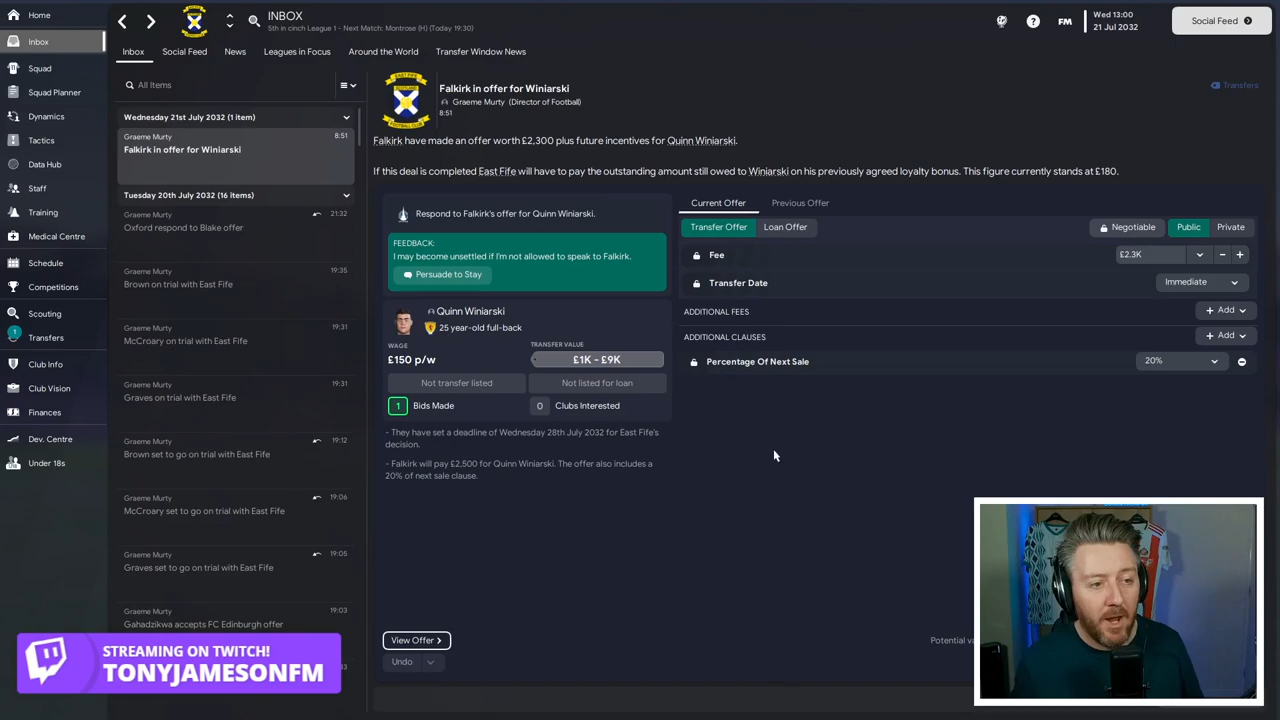 Home
Inbox
Squad
Squad Planner
Dynamics
Tactics
Data Hub
Staff
Training
Medical Centre
Schedule
Competitions
Scouting
1
Transfers
Club Info
Club Vision
Finances
Dev. Centre
Under 18s
INBOX
5th in cinch League 1 - Next Match: Montrose (H) (Today 19:30)
FM
Wed 13:00
21 Jul 2032
Social Feed
Inbox
Social Feed
News
Leagues in Focus
Around the World
Transfer Window News
All Items
Wednesday 21st July 2032 (1 item)
Graeme Murty 8:51
Falkirk in offer for Winiarski
Tuesday 20th July 2032 (16 items)
Graeme Murty 21:32
Oxford respond to Blake offer
Graeme Murty 19:35
Brown on trial with East Fife
Graeme Murty 19:31
McCroary on trial with East Fife
Graeme Murty 19:31
Graves on trial with East Fife
Graeme Murty 19:12
Brown set to go on trial with East Fife
Graeme Murty 19:06
McCroary set to go on trial with East Fife
Graeme Murty 19:05
Graves set to go on trial with East Fife
Graeme Murty 19:03
Gahadzikwa accepts FC Edinburgh offer
EAST FIFE
SCOTLAND
FOOTBALL CLUB
Falkirk in offer for Winiarski
Graeme Murty (Director of Football)
8:51
Transfers
Falkirk have made an offer worth £2,300 plus future incentives for Quinn Winiarski.
If this deal is completed East Fife will have to pay the outstanding amount still owed to Winiarski on his previously agreed loyalty bonus. This figure currently stands at £180.
Respond to Falkirk's offer for Quinn Winiarski.
FEEDBACK:
I may become unsettled if I'm not allowed to speak to Falkirk.
Persuade to Stay
Quinn Winiarski
25 year-old full-back
WAGE
£150 p/w
TRANSFER VALUE
£1K - £9K
Not transfer listed
Not listed for loan
1 Bids Made
0 Clubs Interested
- They have set a deadline of Wednesday 28th July 2032 for East Fife's
decision.
- Falkirk will pay £2,500 for Quinn Winiarski. The offer also includes a
20% of next sale clause.
Current Offer
Previous Offer
Transfer Offer
Loan Offer
Negotiable
Public
Private
Fee
£2.3K
Transfer Date
Immediate
ADDITIONAL FEES
Add
ADDITIONAL CLAUSES
Add
Percentage Of Next Sale
20%
View Offer
Undo
Potential
STREAMING ON TWITCH!
TONYJAMESONFM